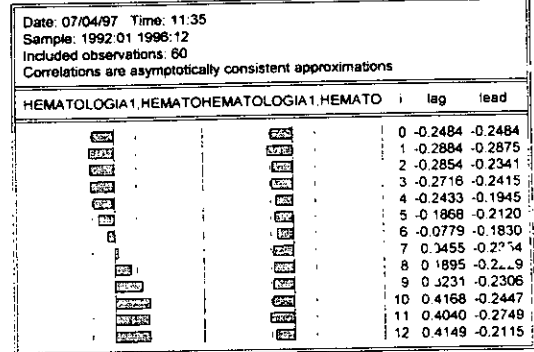 Date: 07/04/97 Time: 11:35
Sample: 1992:01 1996:12
Included observations: 60
Correlations are asymptotically consistent approximations
HEMATOLOGIA1,HEMATOHEMATOLOGIA1,HEMATO i lag lead
0 -0.2484 -0.2484
1 -0.2884 -0.2875
2 -0.2854 -0.2341
3 -0.2716 -0.2415
4 -0.2433 -0.1945
5 -0.1868 -0.2120
6 -0.0779 -0.1830
7
8
9 -0.2306
10 0.4168 -0.2447
11 0.4040 -0.2749
12 0.4149 -0.2115